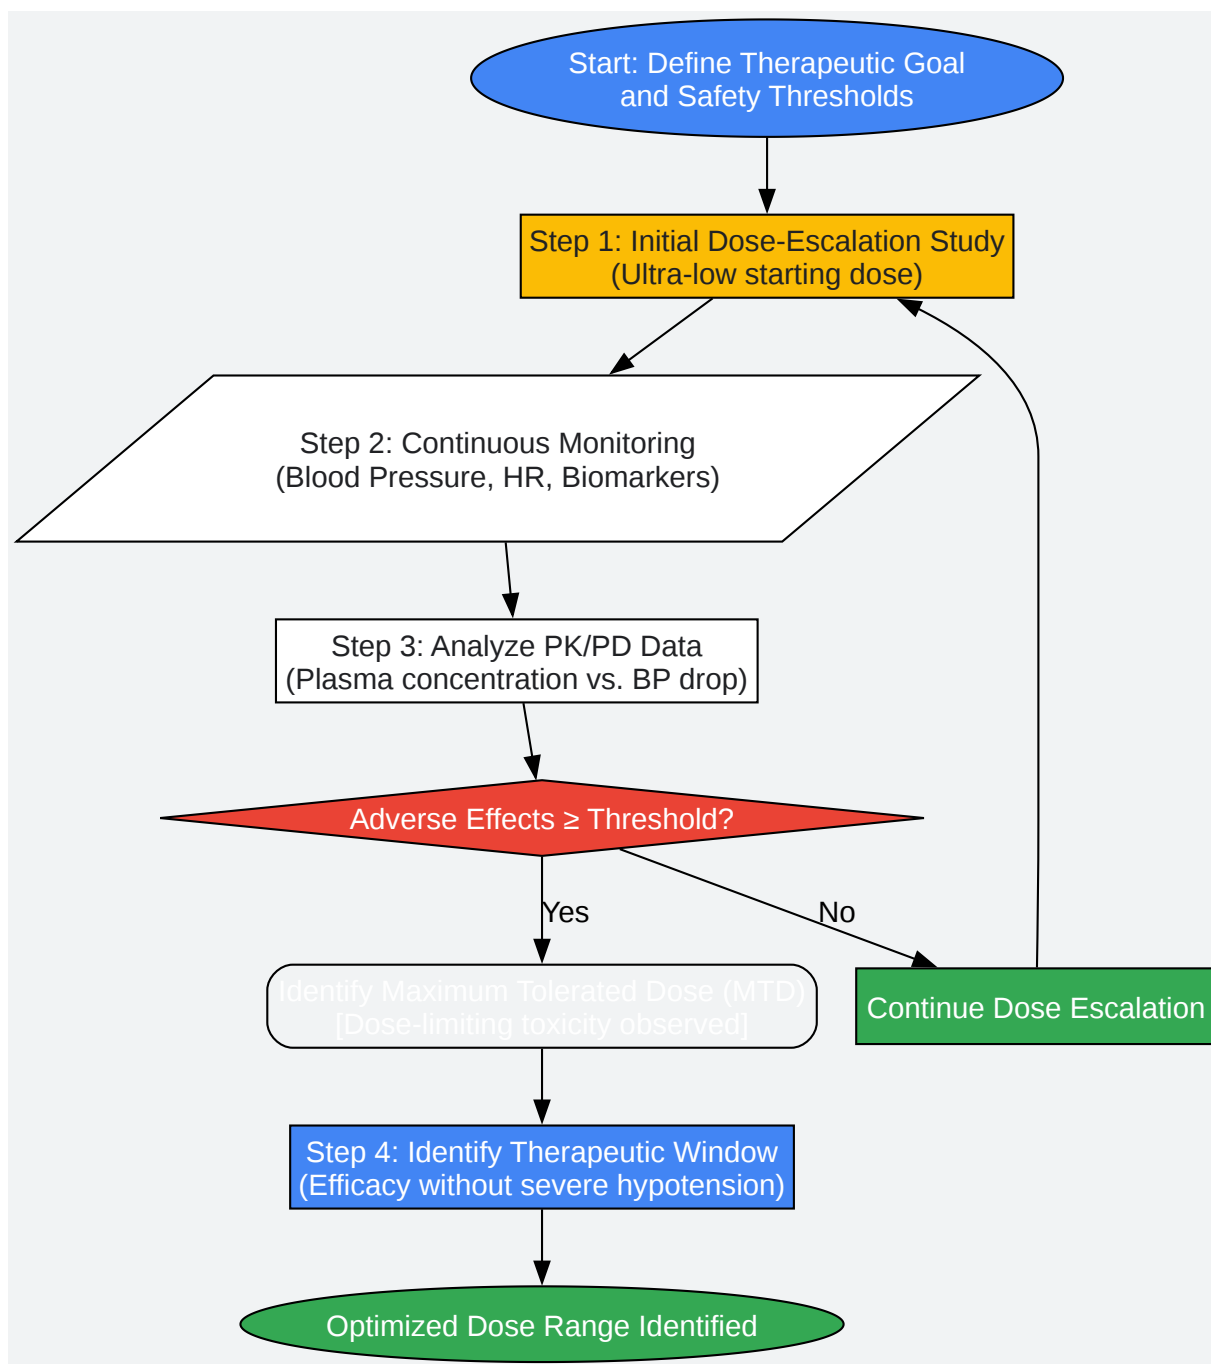 Start: Define Therapeutic Goal
and Safety Thresholds
Step 1: Initial Dose-Escalation Study
(Ultra-low starting dose)
Step 2: Continuous Monitoring
(Blood Pressure, HR, Biomarkers)
Step 3: Analyze PK/PD Data
(Plasma concentration vs. BP drop)
Adverse Effects ≥ Threshold?
Yes
No
Identify Maximum Tolerated Dose (MTD)
[Dose-limiting toxicity observed]
Continue Dose Escalation
Step 4: Identify Therapeutic Window
(Efficacy without severe hypotension)
Optimized Dose Range Identified